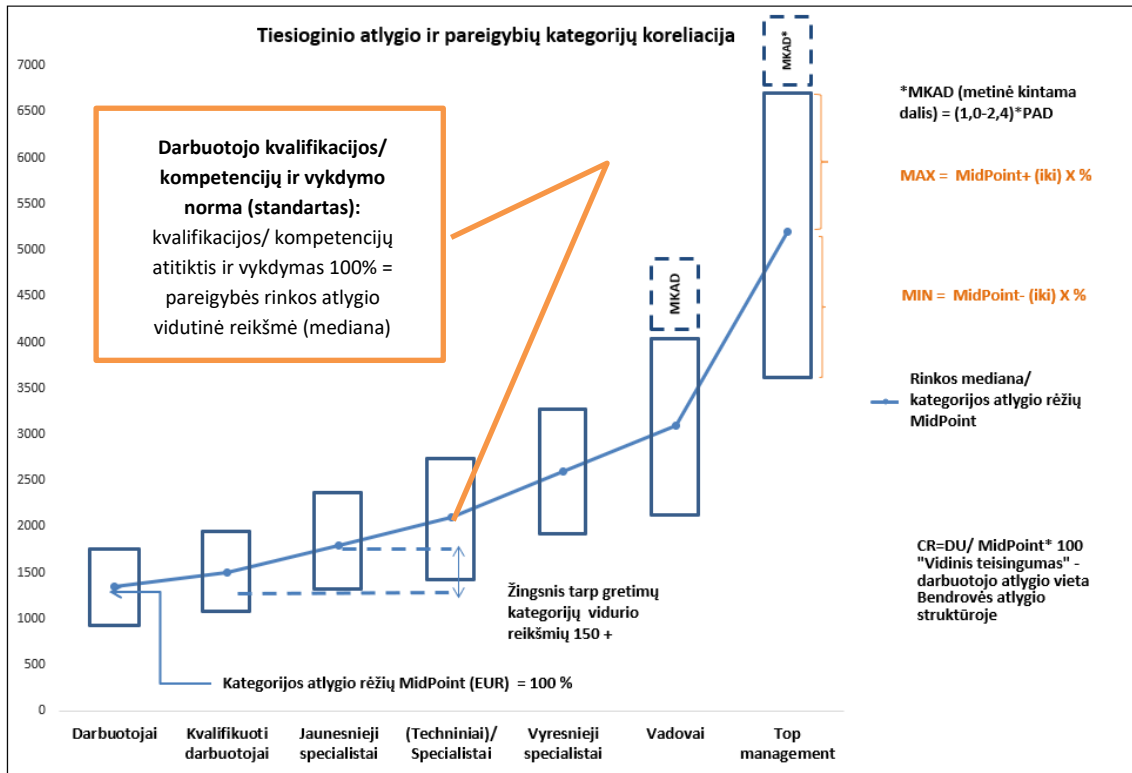 Tiesioginio atlygio ir pareigybių kategorijų koreliacija
7000
6500
6000
5500
5000
4500
4000
3500
3000
2500
2000
1500
1000
500
0
Darbuotojo kvalifikacijos/
kompetencijų ir vykdymo
norma (standartas):
kvalifikacijos/ kompetencijų
atitiktis ir vykdymas 100% =
pareigybės rinkos atlygio
vidutinė reikšmė (mediana)
MKAD
MKAD*
*MKAD (metinė kintama
dalis) = (1,0-2,4)*PAD
MAX = MidPoint+ (iki) X %
MIN = MidPoint- (iki) X %
Rinkos mediana/
kategorijos atlygio rėžių
MidPoint
CR=DU/ MidPoint* 100
"Vidinis teisingumas" -
darbuotojo atlygio vieta
Bendrovės atlygio
struktūroje
Žingsnis tarp gretimų
kategorijų vidurio
reikšmių 150 +
Kategorijos atlygio rėžių MidPoint (EUR) = 100 %
Darbuotojai
Kvalifikuoti
darbuotojai
Jaunesnieji
specialistai
(Techniniai)/
Specialistai
Vyresnieji
specialistai
Vadovai
Top
management